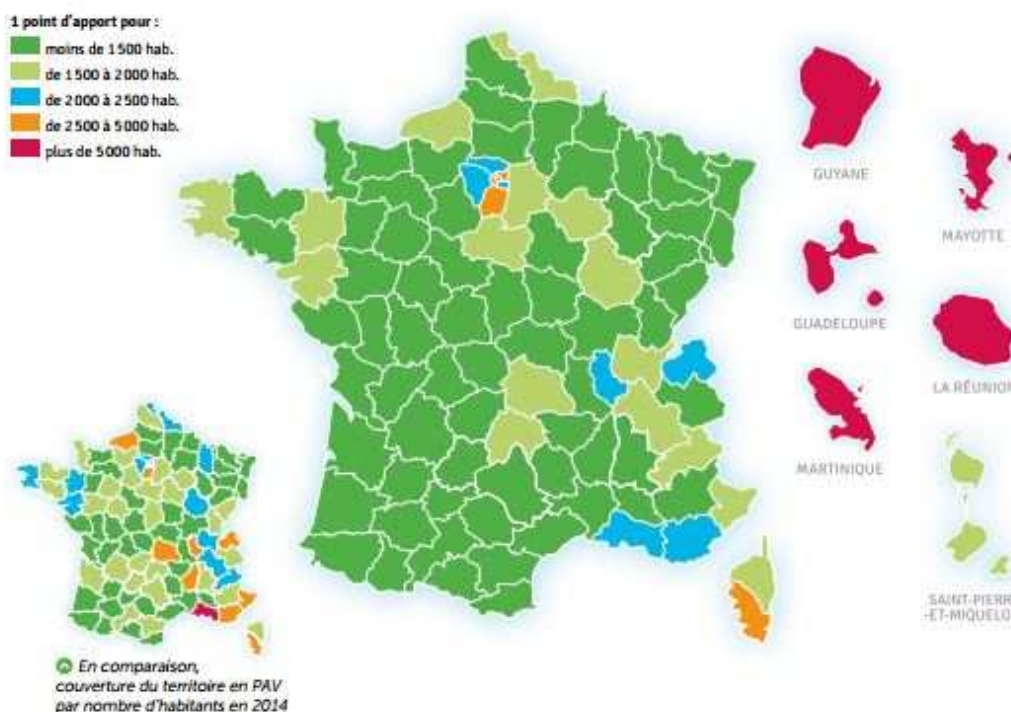 1 point d'apport pour :
moins de 1 500 hab.
de 1 500 à 2 000 hab.
de 2 000 à 2 500 hab.
de 2 500 à 5 000 hab.
plus de 5 000 hab.
GUYANE
MAYOTTE
GUADELOUPE
LA RÉUNION
MARTINIQUE
SAINT-PIERR
-ET-MIQUELO
En comparaison,
couverture du territoire en PAV
par nombre d'habitants en 2014